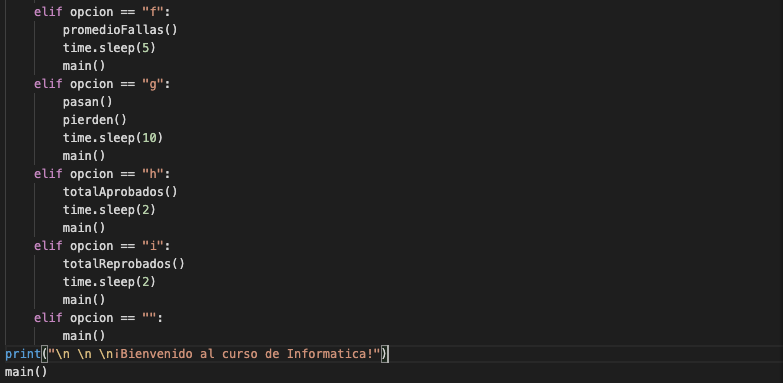 elif opcion == "f":
promedioFallas()
time.sleep(5)
main()
elif opcion == "g":
pasan()
pierden()
time.sleep(10)
main()
elif opcion == "h":
totalAprobados()
time.sleep(2)
main()
elif opcion == "i":
totalReprobados()
time.sleep(2)
main()
elif opcion == "":
main()
print("\n \n \n¡Bienvenido al curso de Informatica!")
main()